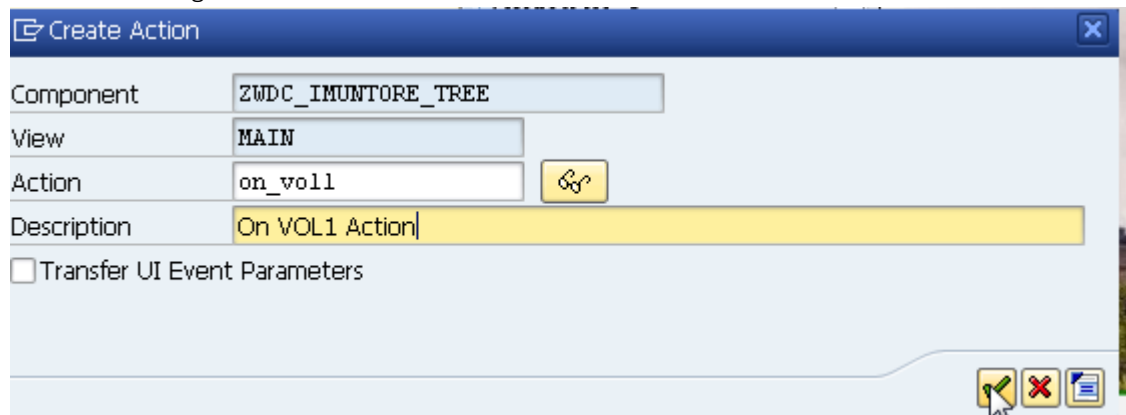 Create Action
Component ZWDC_IMUNTORE_TREE
View MAIN
Action on_vol1
Description On VOL1 Action
Transfer UI Event Parameters